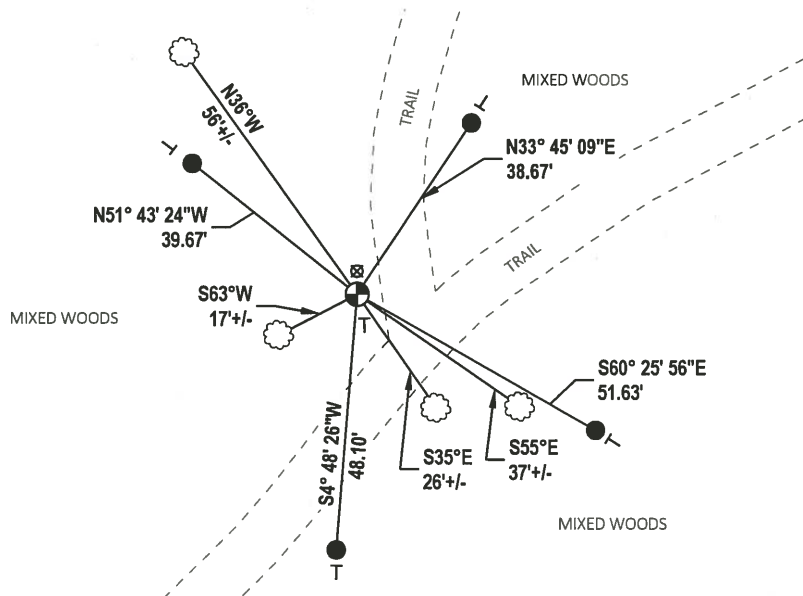 MIXED WOODS
N36°W
56'+/-
TRAIL
N33° 45' 09"E
38.67'
N51° 43' 24"W
39.67'
TRAIL
S63°W
17'+/-
MIXED WOODS
T
S60° 25' 56"E
51.63'
S4° 48' 26"W
48.10'
S35°E
26'+/-
S55°E
37'+/-
MIXED WOODS
T
T
T
T
T